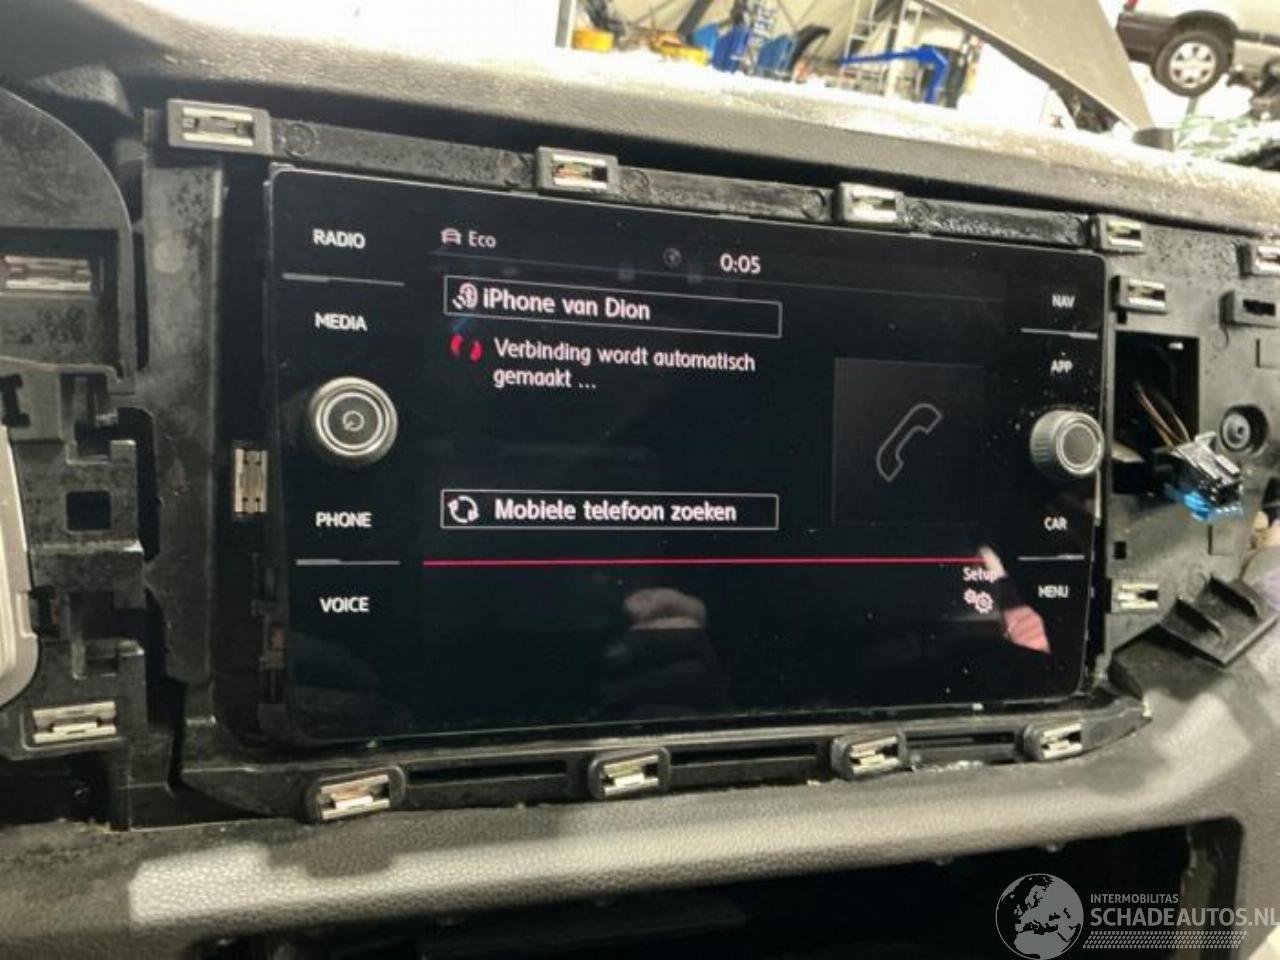 RADIO
MEDIA
PHONE
VOICE
Eco
0:05
iPhone van Dion
Verbinding wordt automatisch
gemaakt ...
Mobiele telefoon zoeken
Setup
NAV
APP
CAR
MENU
INTERMOBILITAS
SCHADEAUTOS.NL